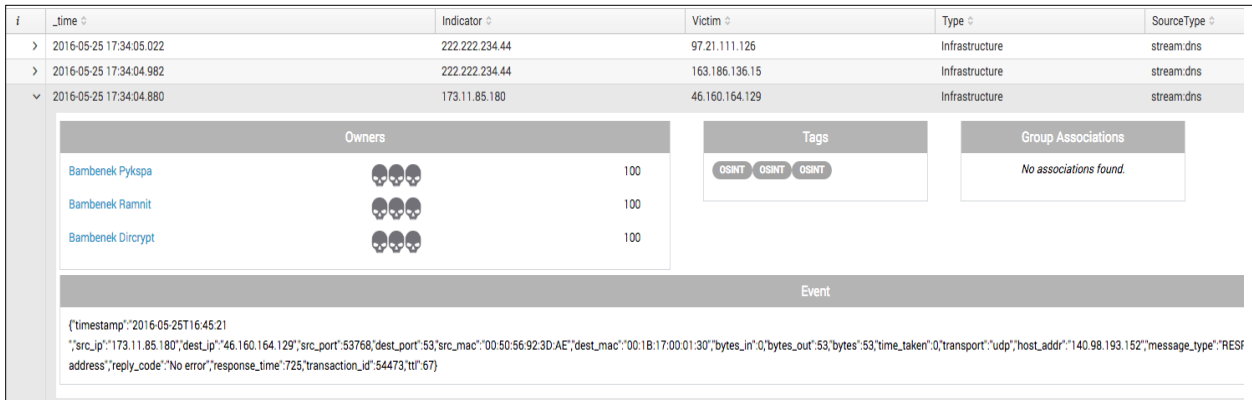 i _time Indicator Victim Type SourceType
> 2016-05-25 17:34:05.022 222.222.234.44 97.21.111.126 Infrastructure stream:dns
> 2016-05-25 17:34:04.982 222.222.234.44 163.186.136.15 Infrastructure stream:dns
2016-05-25 17:34:04.880 173.11.85.180 46.160.164.129 Infrastructure stream:dns
Owners Tags Group Associations
Bambenek Pykspa 100 OSINT OSINT OSINT No associations found.
Bambenek Ramnit 100
Bambenek Dircrypt 100
Event
{"timestamp":"2016-05-25T16:45:21
","src_ip":"173.11.85.180","dest_ip":"46.160.164.129","src_port":53768,"dest_port":53,"src_mac":"00:50:56:92:3D:AE","dest_mac":"00:1B:17:00:01:30","bytes_in":0,"bytes_out":53,"bytes":53,"time_taken":0,"transport":"udp","host_addr":"140.98.193.152","message_type":"RESP
address","reply_code":"No error","response_time":725,"transaction_id":54473,"ttl":67}